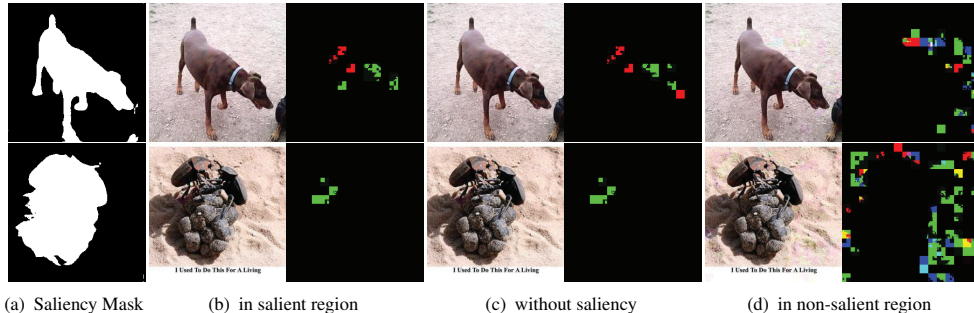 I Used To Do This For A Living
I Used To Do This For A Living
I Used To Do This For A Living
(a) Saliency Mask
(b) in salient region
(c) without saliency
(d) in non-salient region